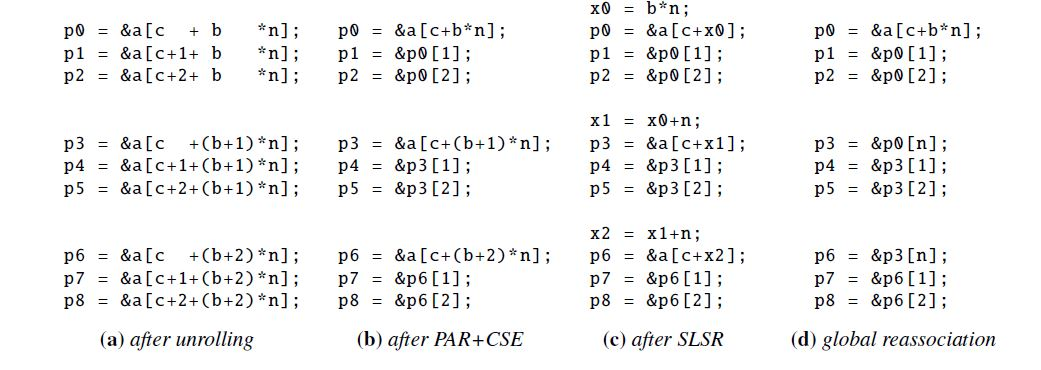 p0 = &a[c  + b   *n];
p1 = &a[c+1+ b   *n];
p2 = &a[c+2+ b   *n];
p3 = &a[c  +(b+1)*n];
p4 = &a[c+1+(b+1)*n];
p5 = &a[c+2+(b+1)*n];
p6 = &a[c  +(b+2)*n];
p7 = &a[c+1+(b+2)*n];
p8 = &a[c+2+(b+2)*n];
(a) after unrolling
p0 = &a[c+b*n];
p1 = &p0[1];
p2 = &p0[2];
p3 = &a[c+(b+1)*n];
p4 = &p3[1];
p5 = &p3[2];
p6 = &a[c+(b+2)*n];
p7 = &p6[1];
p8 = &p6[2];
(b) after PAR+CSE
x0 = b*n;
p0 = &a[c+x0];
p1 = &p0[1];
p2 = &p0[2];
x1 = x0+n;
p3 = &a[c+x1];
p4 = &p3[1];
p5 = &p3[2];
x2 = x1+n;
p6 = &a[c+x2];
p7 = &p6[1];
p8 = &p6[2];
(c) after SLSR
p0 = &a[c+b*n];
p1 = &p0[1];
p2 = &p0[2];
p3 = &p0[n];
p4 = &p3[1];
p5 = &p3[2];
p6 = &p3[n];
p7 = &p6[1];
p8 = &p6[2];
(d) global reassociation